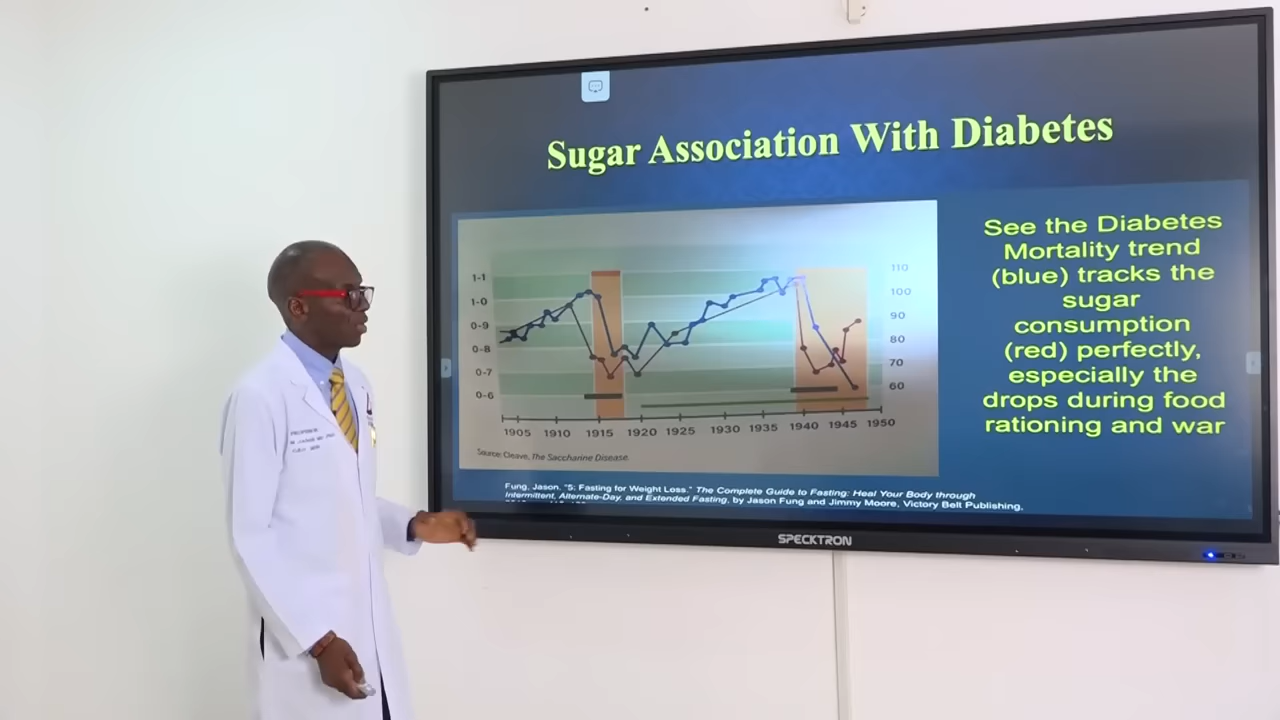 Sugar Association With Diabetes
See the Diabetes
Mortality trend
(blue) tracks the
sugar
consumption
(red) perfectly,
especially the
drops during food
rationing and war
1-1
1-0
0-9
0-8
0-7
0-6
110
100
90
80
70
60
1905 1910 1915 1920 1925 1930 1935 1940 1945 1950
Source: Cleave, The Saccharine Disease.
Fung, Jason. "5: Fasting for Weight Loss." The Complete Guide to Fasting: Heal Your Body through
Intermittent, Alternate-Day, and Extended Fasting, by Jason Fung and Jimmy Moore, Victory Belt Publishing,
SPECKTRON
PROFESSOR